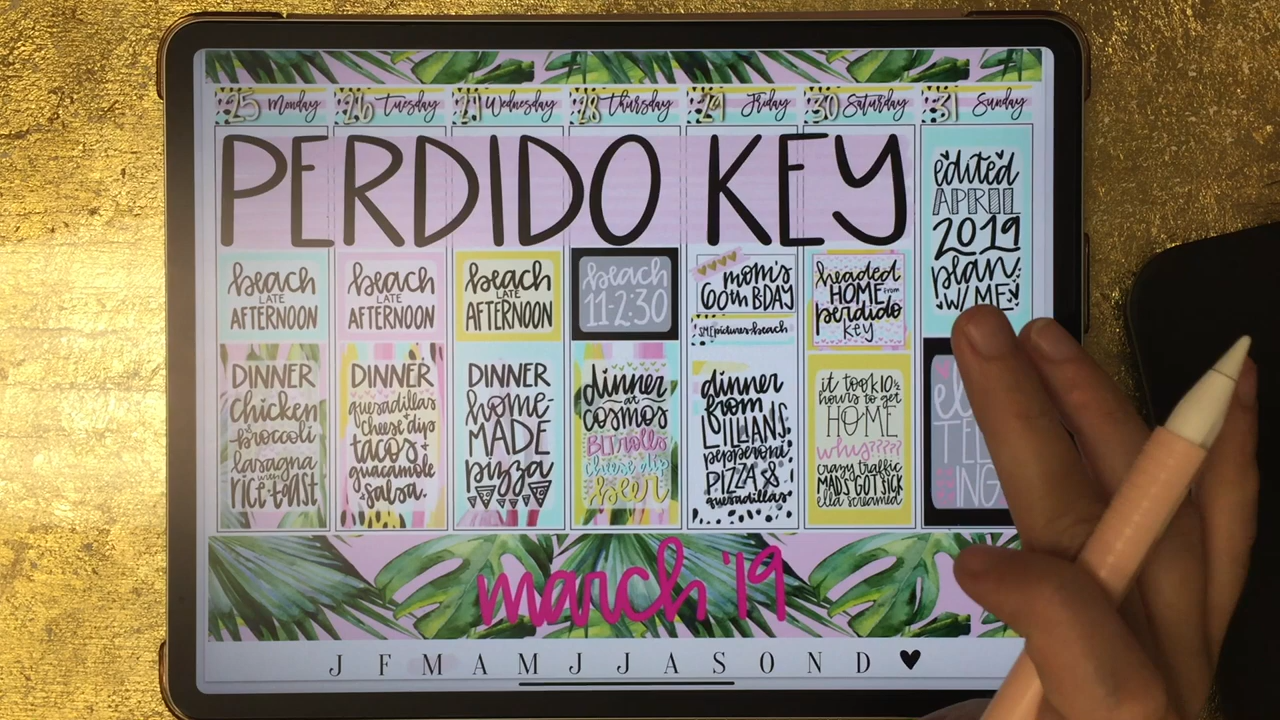 25 Monday
26 Tuesday
27 Wednesday
28 Thursday
29 Friday
30 Saturday
31 Sunday
PERDIDO KEY
beach
LATE
AFTERNOON
DINNER
chicken
& broccoli
lasagna
with
rice + toast
beach
LATE
AFTERNOON
DINNER
quesadillas
+ cheese dip
tacos +
guacamole
+ salsa.
beach
LATE
AFTERNOON
DINNER
home-
MADE
pizza
beach
11-2:30
dinner
at
cosmos
BLT rolls
cheese dip
beer
mom's
60th BDAY
SME pictures-beach
dinner
from
LILLIANS:
pepperoni
PIZZA &
quesadillas
headed
HOME from
perdido
key
it took 10½
hours to get
HOME
why?????
crazy traffic
MADS GOT SICK
ella screamed
edited
APRIL
2019
plan
W/ ME
TELL
ING
march '19
J F M A M J J A S O N D